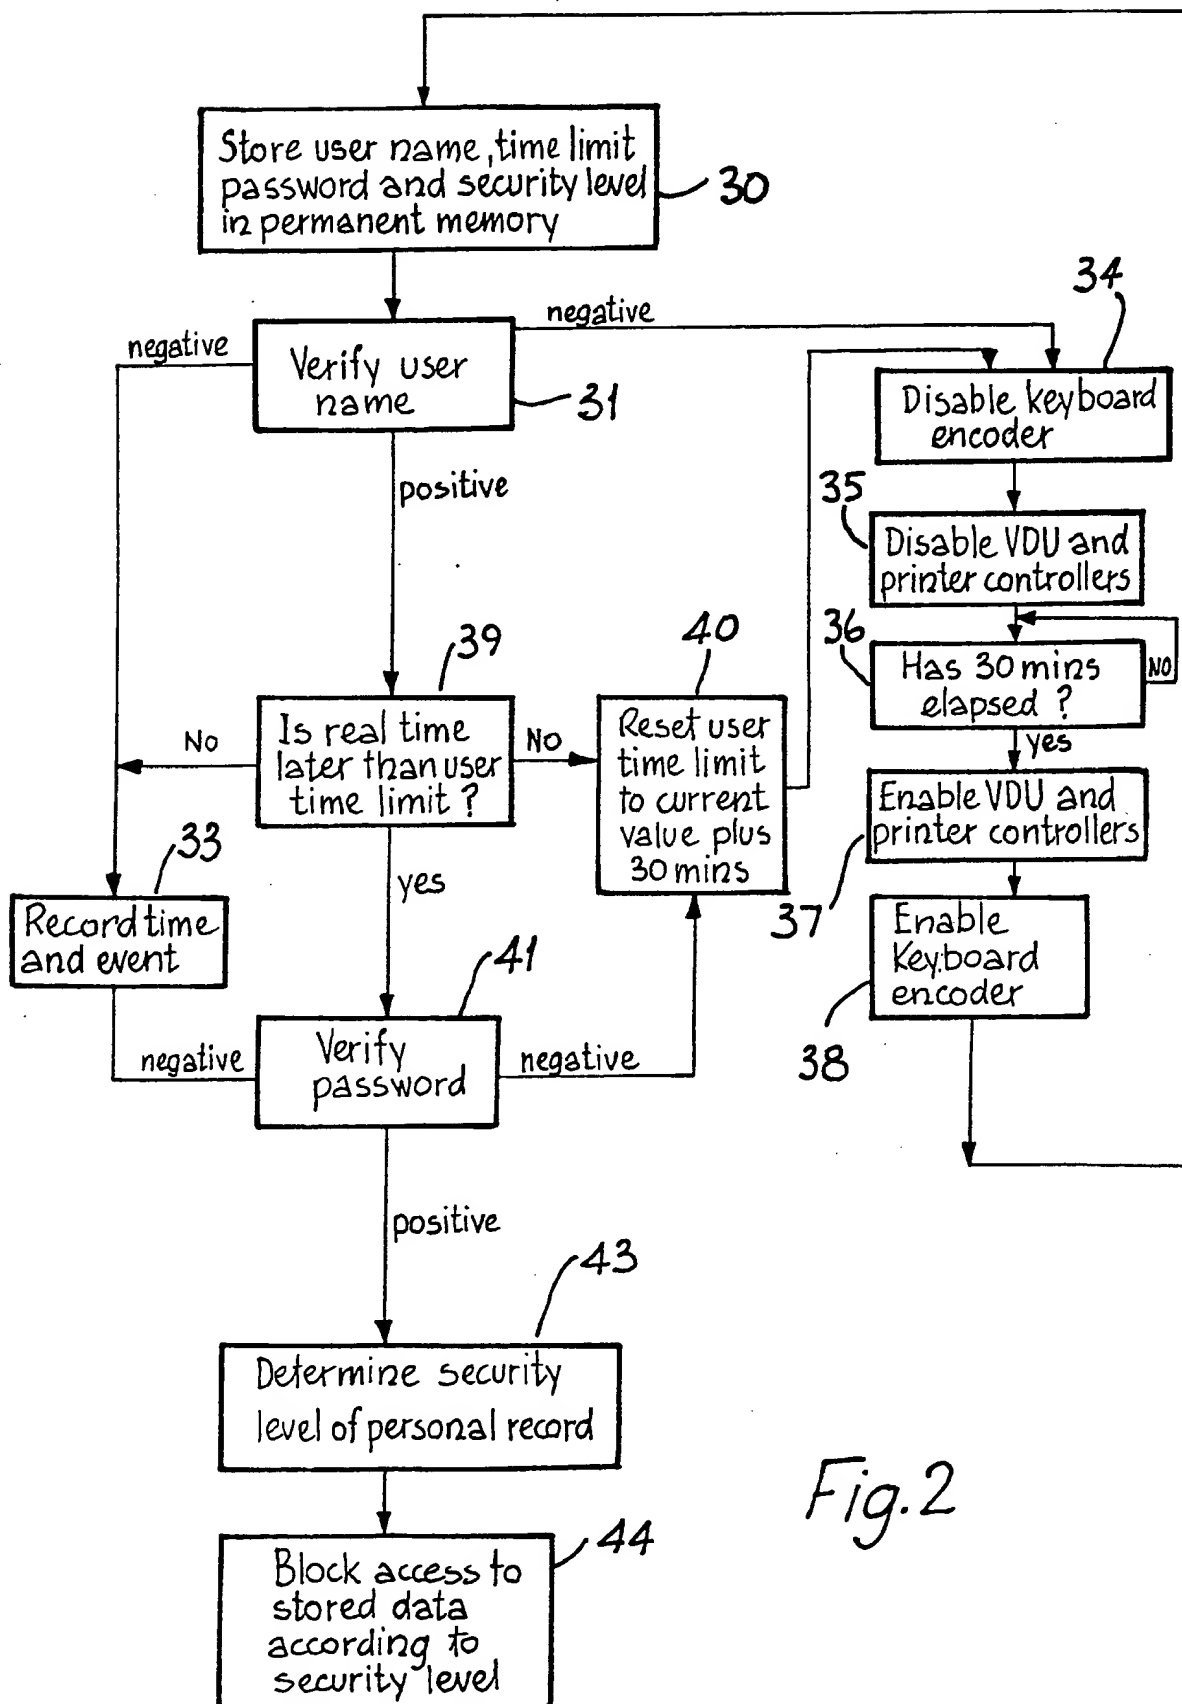 Store user name, time limit
password and security level
in permanent memory
30
34
negative
negative
Verify user
name
31
Disable keyboard
encoder
positive
35
Disable VDU and
printer controllers
36
Has 30 mins
elapsed ?
NO
yes
39
40
Is real time
later than user
time limit ?
NO
NO
Reset user
time limit
to current
value plus
30 mins
Enable VDU and
printer controllers
37
33
yes
Record time
and event
Enable
Keyboard
encoder
38
41
Verify
password
negative
negative
positive
43
Determine security
level of personal record
44
Block access to
stored data
according to
security level
Fig.2